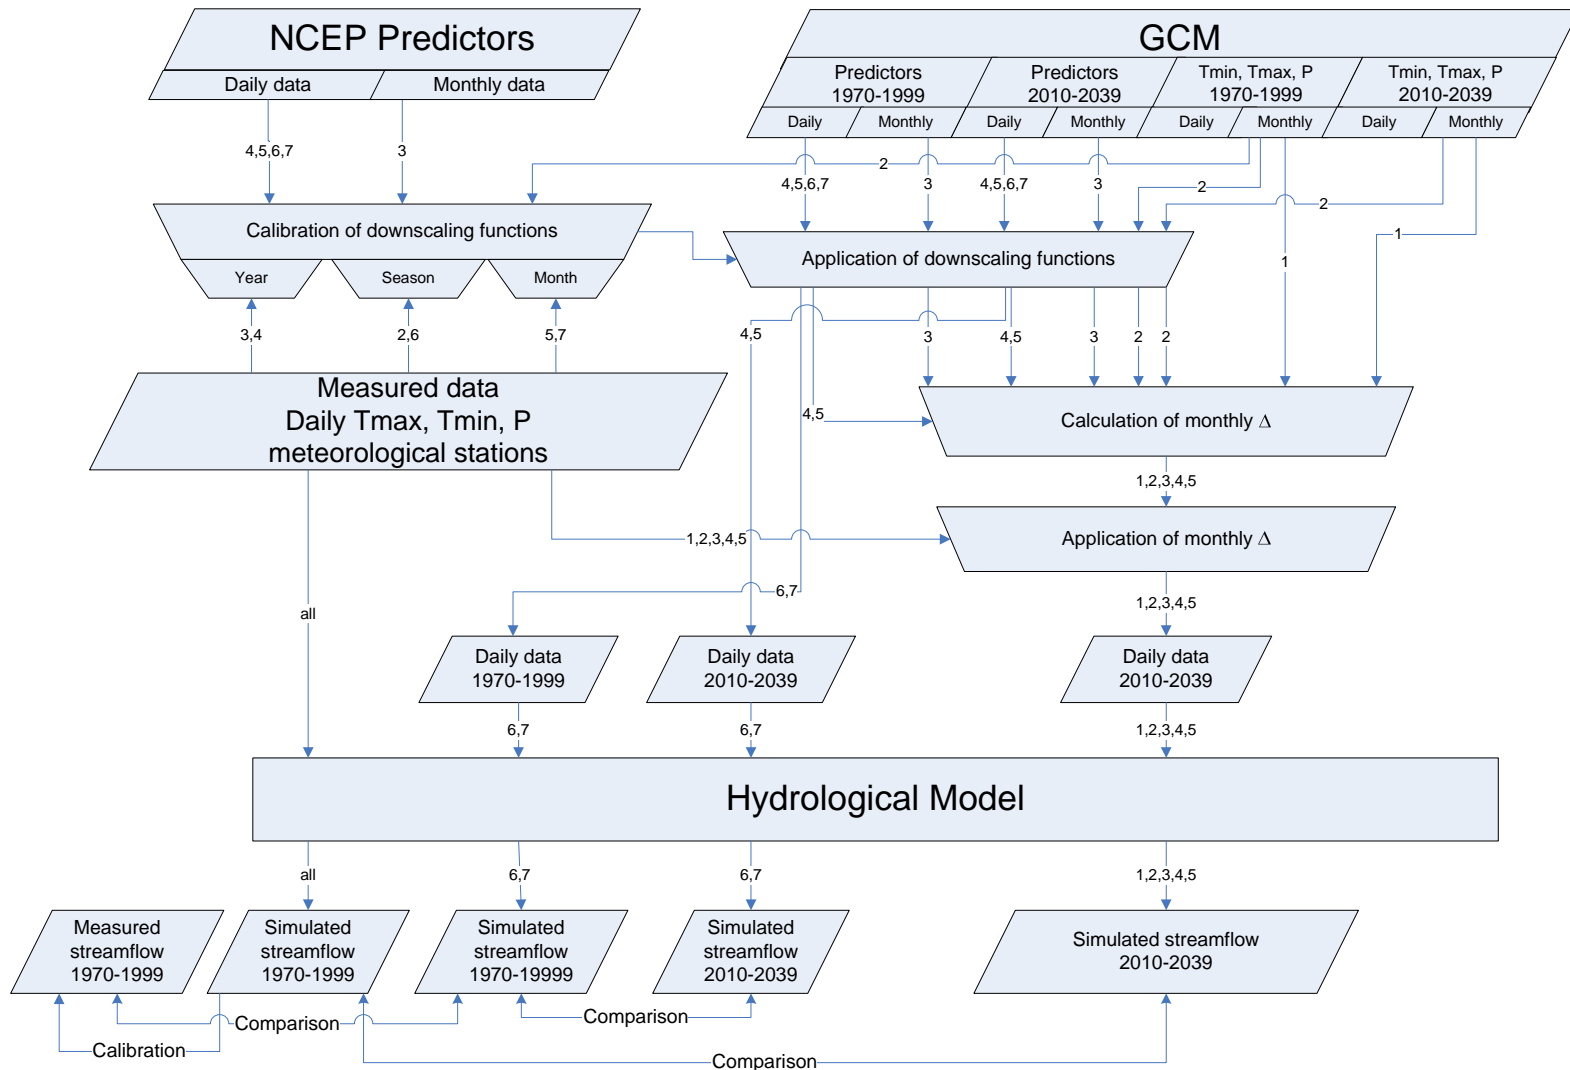 NCEP Predictors
Daily data
Monthly data
GCM
Predictors
1970-1999
Predictors
2010-2039
Tmin, Tmax, P
1970-1999
Tmin, Tmax, P
2010-2039
Daily
Monthly
Daily
Monthly
Daily
Monthly
Daily
Monthly
4,5,6,7
3
2
4,5,6,7
3
4,5,6,7
3
2
2
1
1
Calibration of downscaling functions
Year
Season
Month
Application of downscaling functions
3,4
2,6
5,7
4,5
3
4,5
3
2
2
Measured data
Daily Tmax, Tmin, P
meteorological stations
4,5
Calculation of monthly Δ
1,2,3,4,5
1,2,3,4,5
Application of monthly Δ
all
6,7
1,2,3,4,5
Daily data
1970-1999
Daily data
2010-2039
Daily data
2010-2039
6,7
6,7
1,2,3,4,5
Hydrological Model
all
6,7
6,7
1,2,3,4,5
Measured
streamflow
1970-1999
Simulated
streamflow
1970-1999
Simulated
streamflow
1970-19999
Simulated
streamflow
2010-2039
Simulated streamflow
2010-2039
Comparison
Comparison
Calibration
Comparison